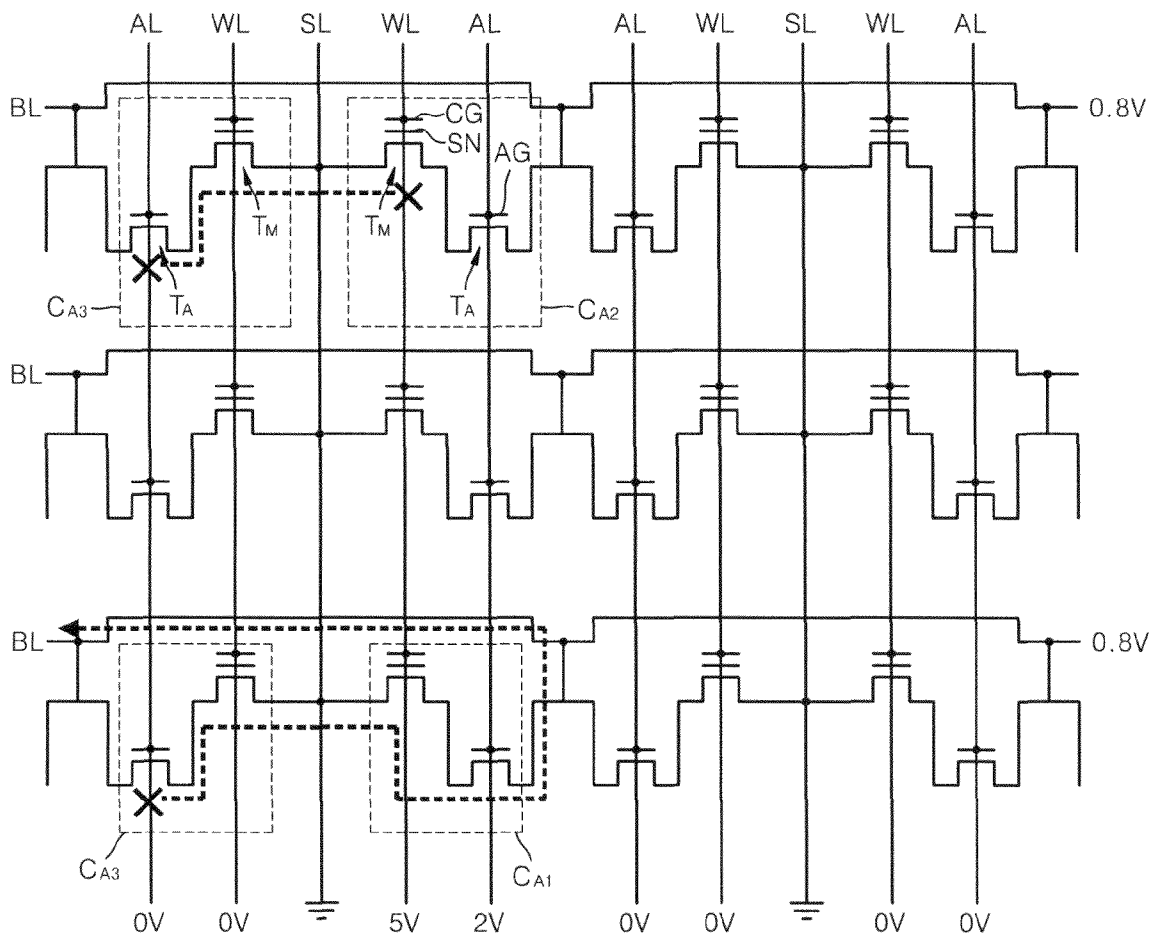 AL WL SL WL AL AL WL SL WL AL
BL 0.8V
CG
SN
AG
TM TM
CA3 TA TA CA2
BL
BL 0.8V
CA3 CA1
0V 0V 5V 2V 0V 0V 0V 0V